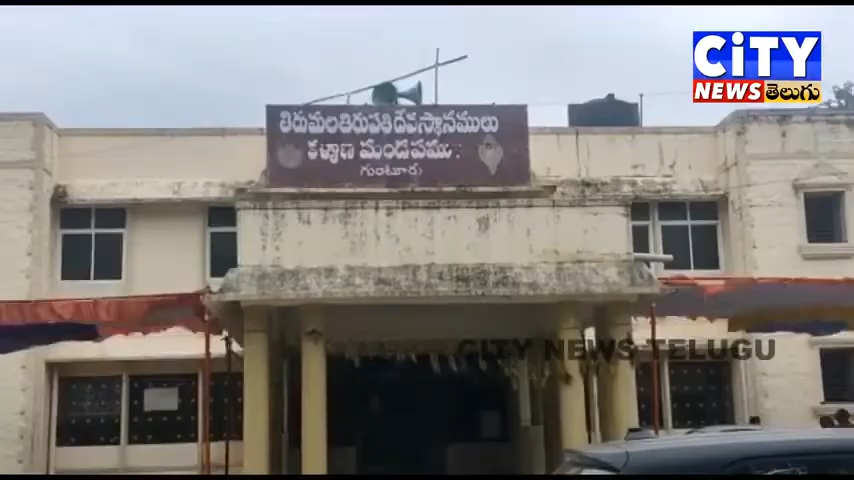 CiTY
NEWS తెలుగు
తిరుమల తిరుపతి దేవస్థానములు
కళ్యాణ మండపము :
గుంటూరు
CITY NEWS TELUGU